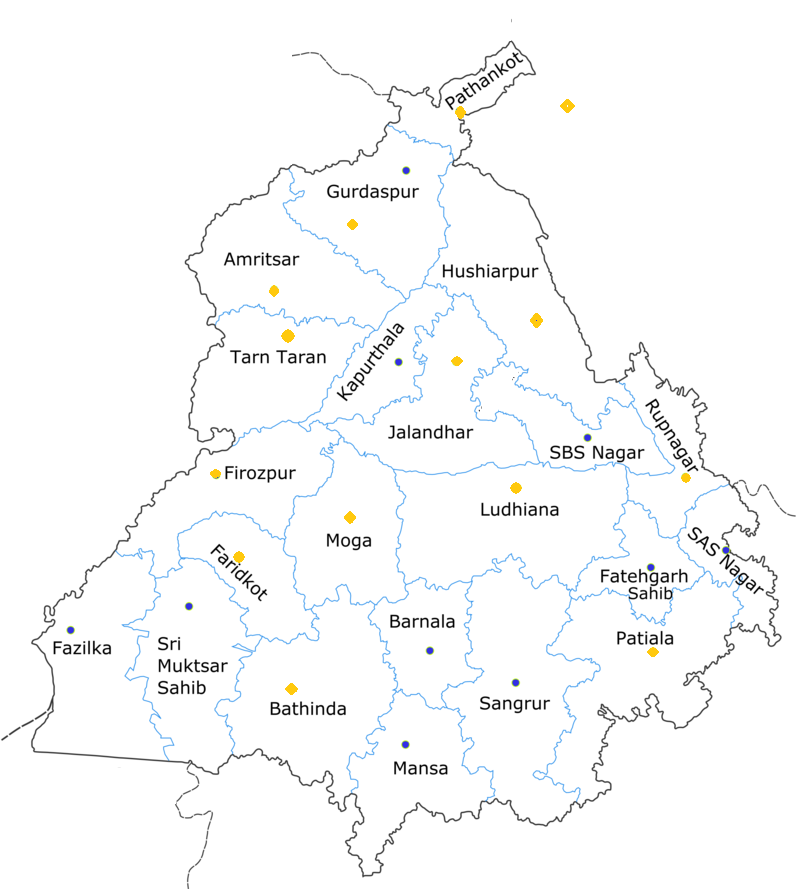 Pathankot
Gurdaspur
Amritsar
Hushiarpur
Tarn Taran
Kapurthala
Jalandhar
SBS Nagar
Rupnagar
Firozpur
Ludhiana
Moga
Faridkot
SAS Nagar
Fatehgarh
Sahib
Barnala
Patiala
Fazilka
Sri
Muktsar
Sahib
Bathinda
Sangrur
Mansa